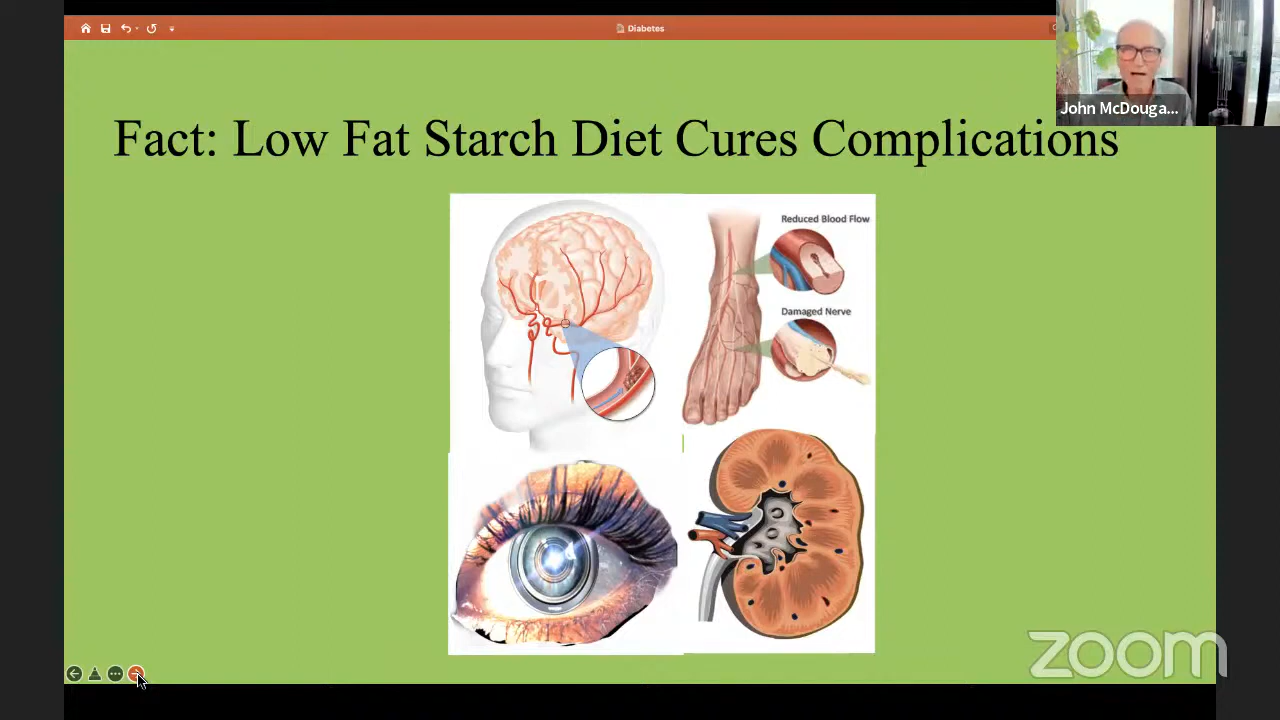 Diabetes
John McDouga...
Fact: Low Fat Starch Diet Cures Complications
Reduced Blood Flow
Damaged Nerve
zoom